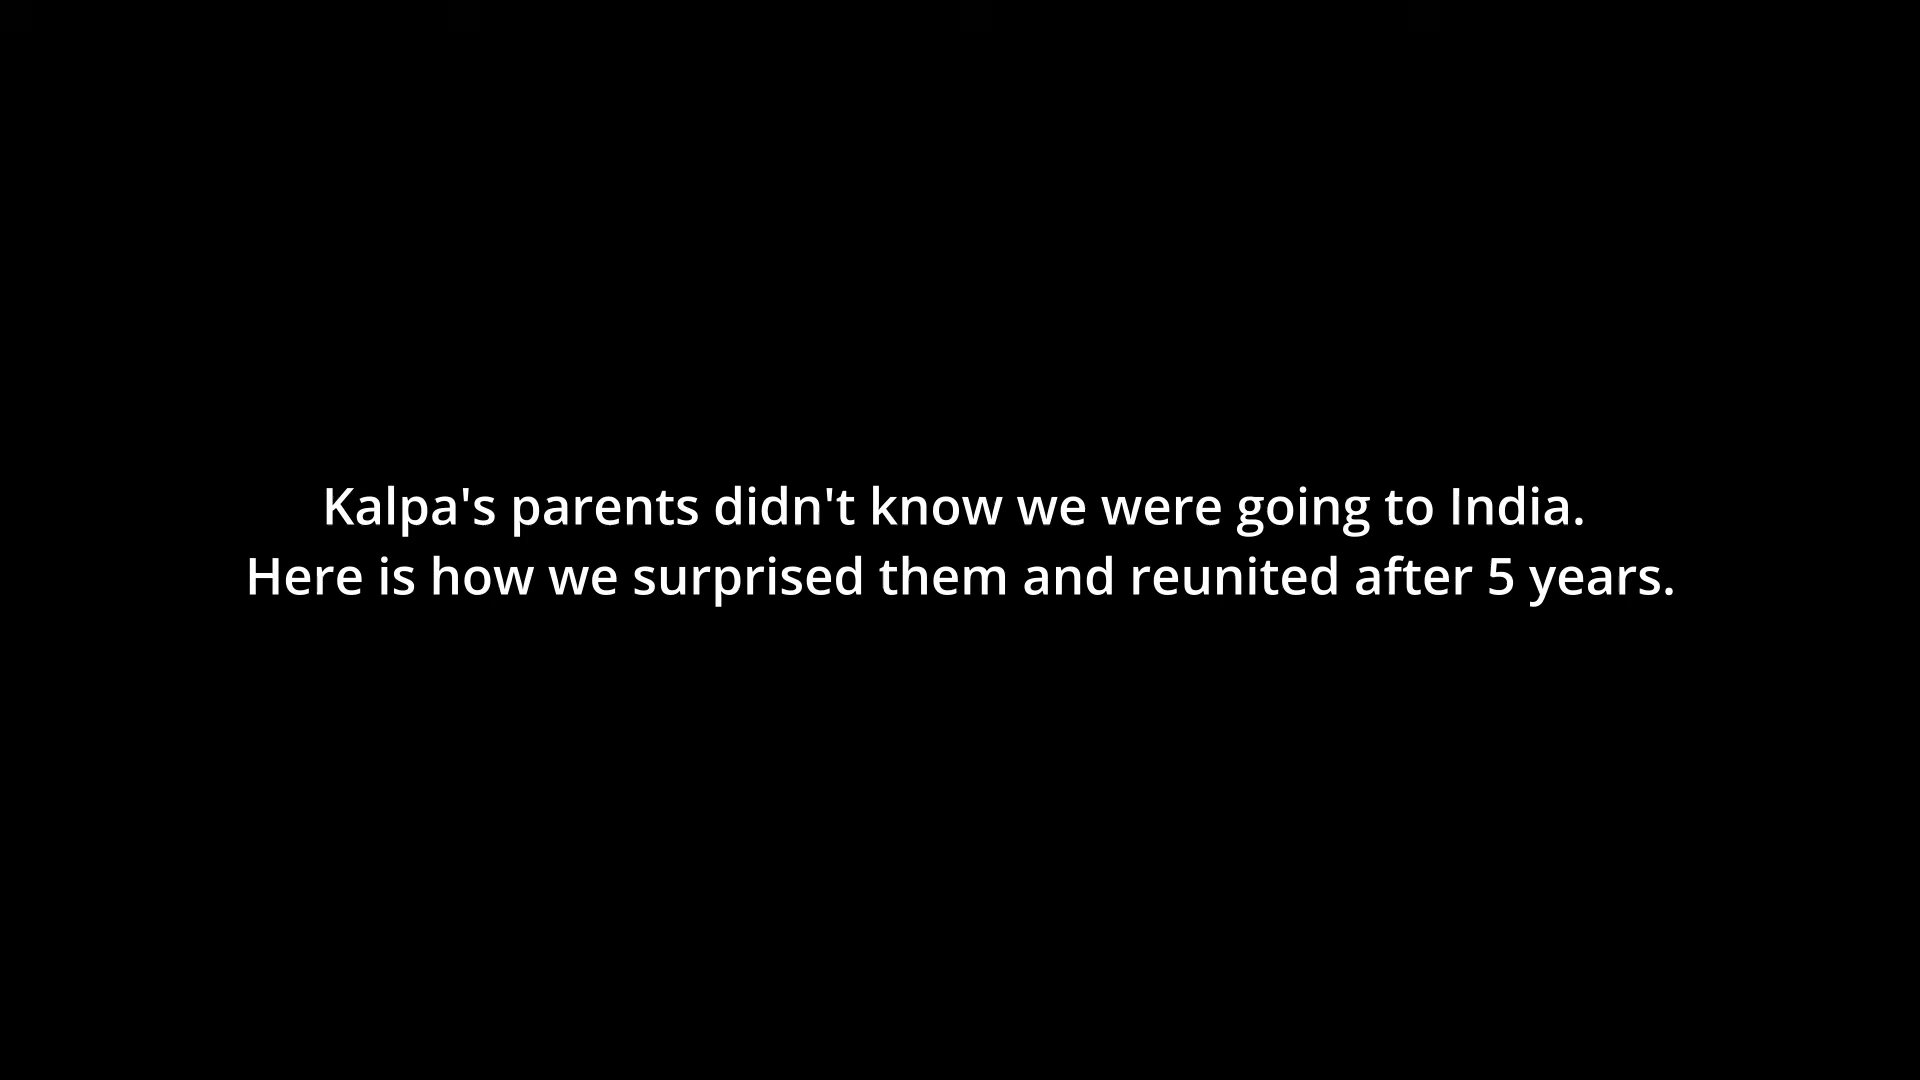 Kalpa's parents didn't know we were going to India.
Here is how we surprised them and reunited after 5 years.